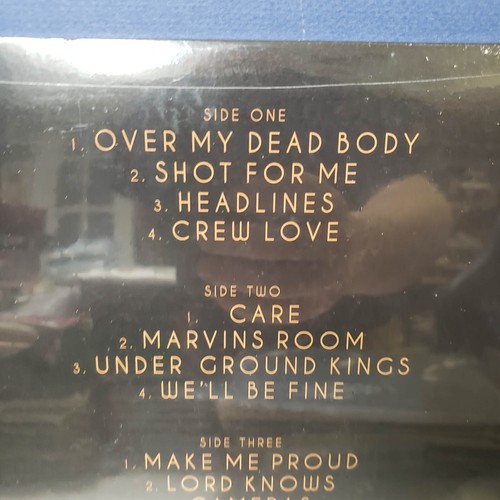 SIDE ONE
1. OVER MY DEAD BODY
2. SHOT FOR ME
3. HEADLINES
4. CREW LOVE
SIDE TWO
1. CARE
2. MARVINS ROOM
3. UNDER GROUND KINGS
4. WE'LL BE FINE
SIDE THREE
1. MAKE ME PROUD
2. LORD KNOWS